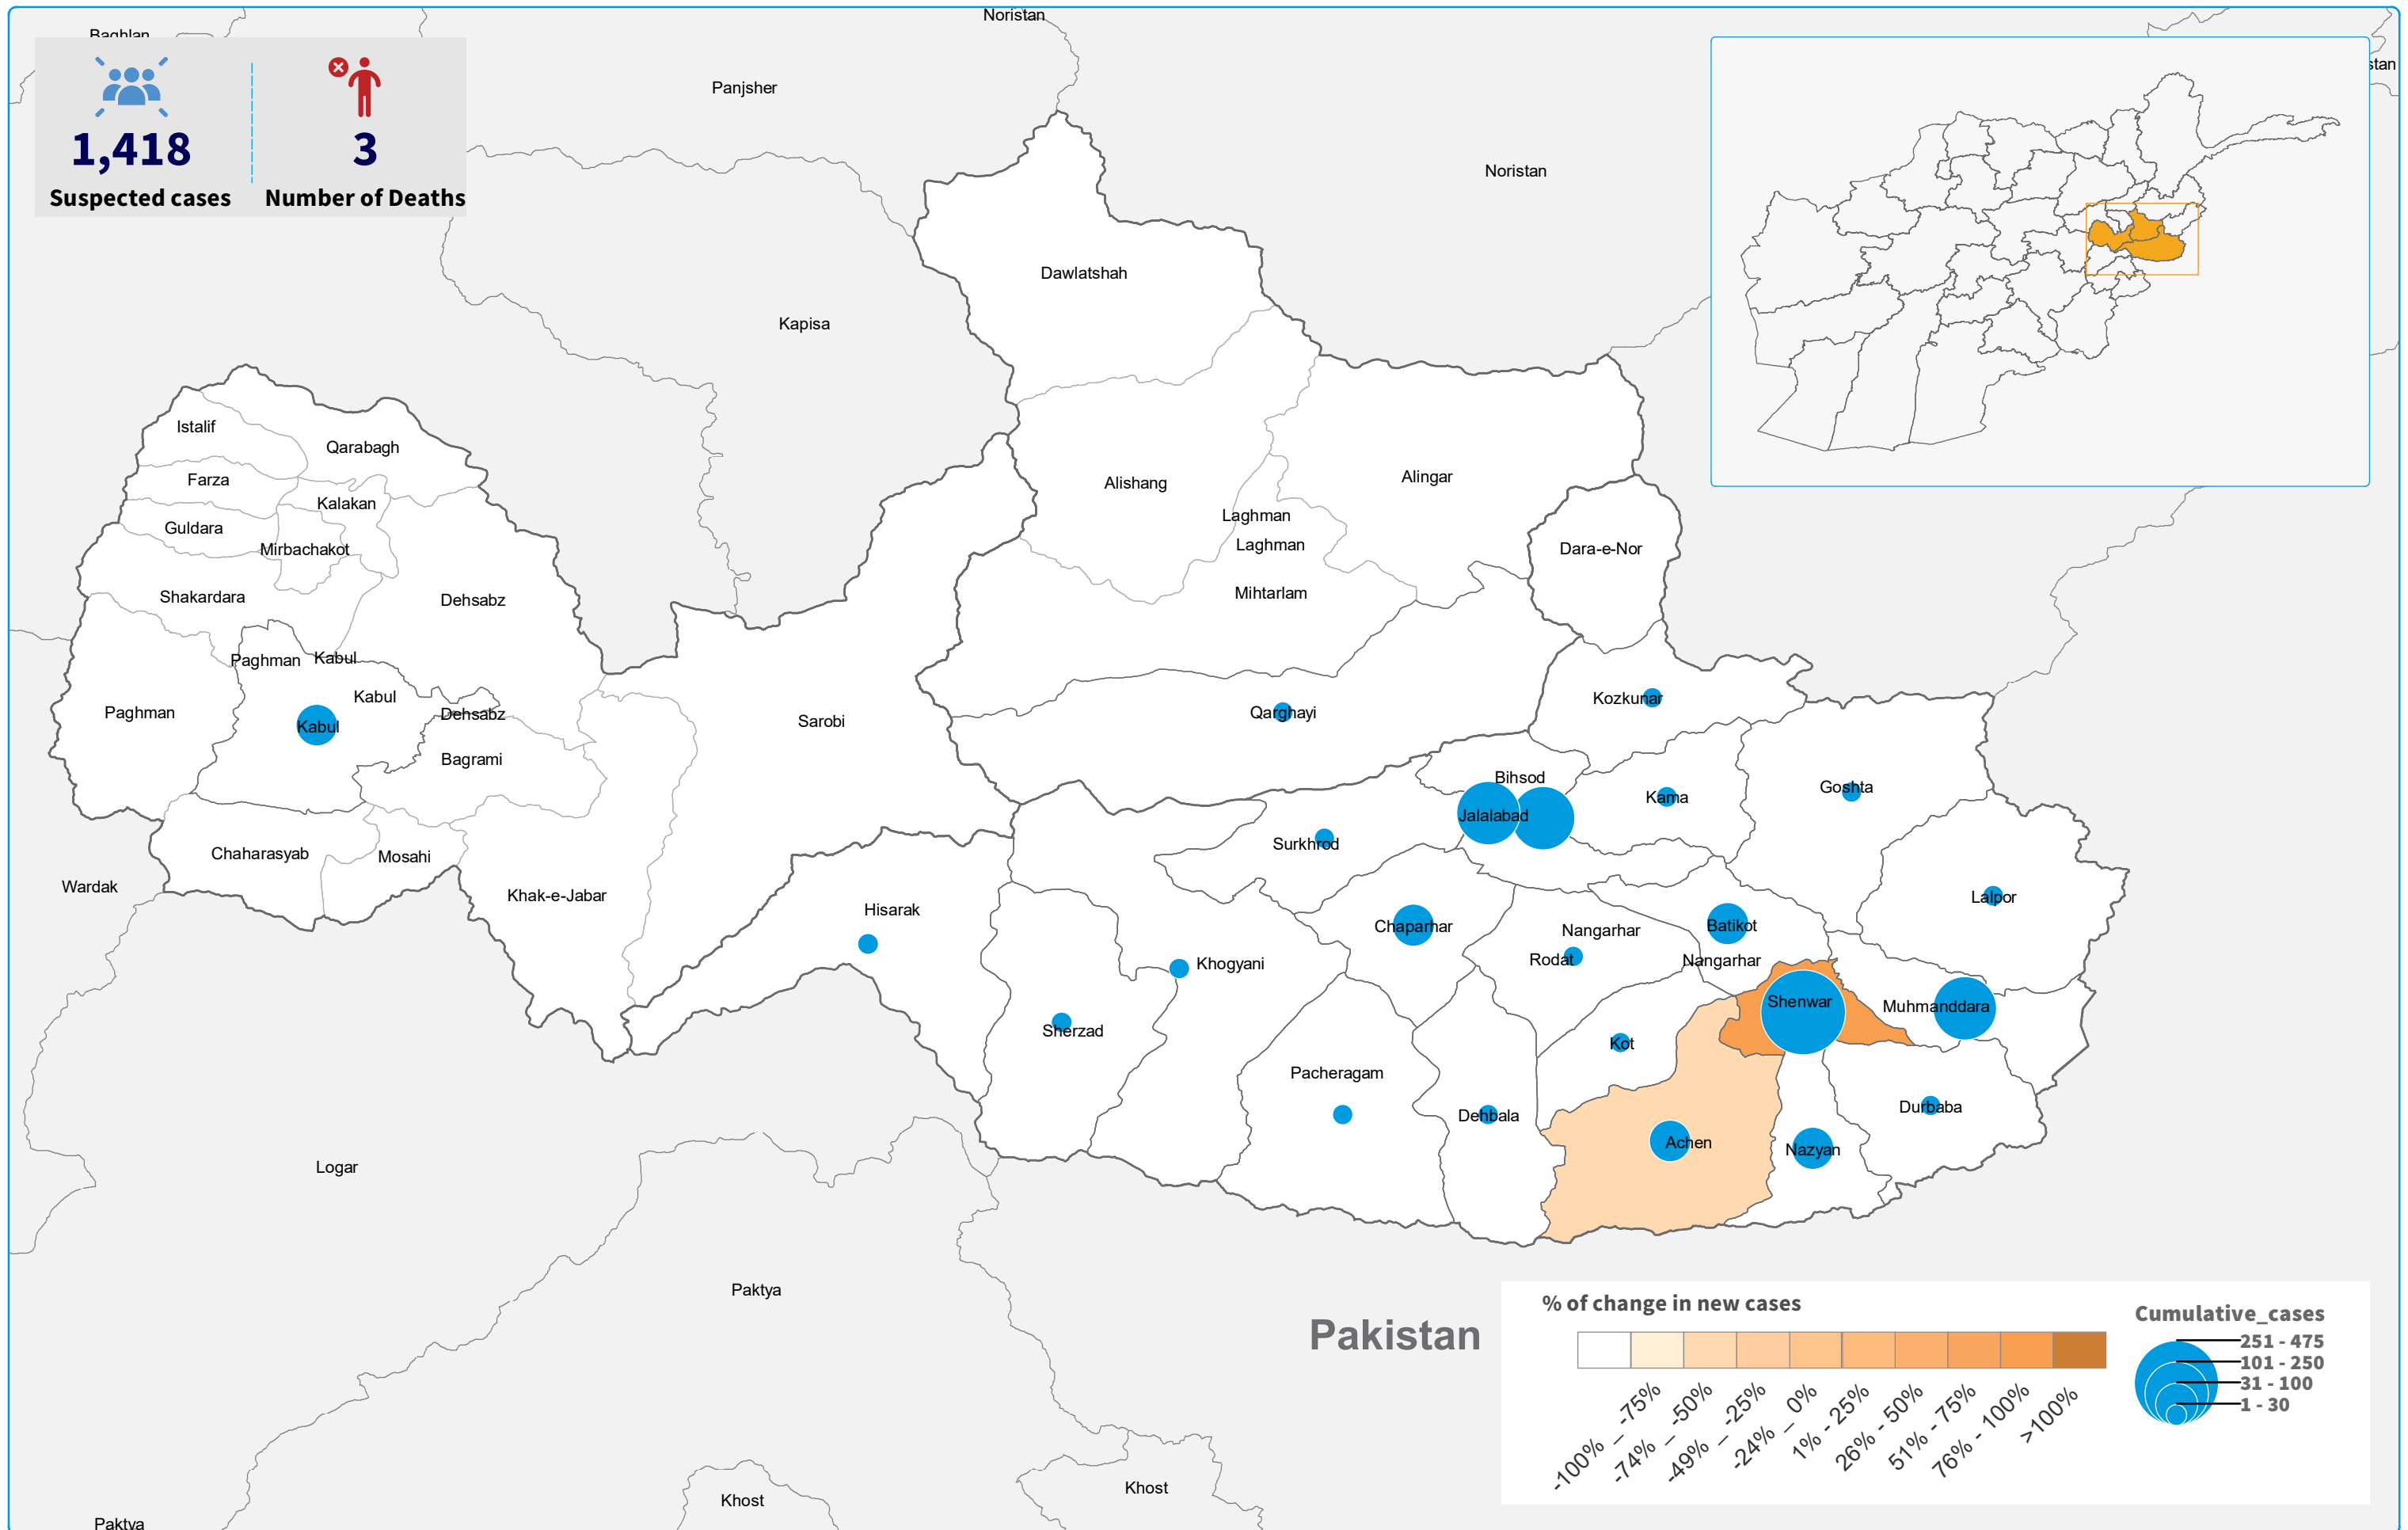 Noristan
Baghlan
stan
Panjsher
1,418
3
Suspected cases
Number of Deaths
Noristan
Dawlatshah
Kapisa
Istalif
Qarabagh
Farza
Alingar
Alishang
Kalakan
Laghman
Guldara
Laghman
Mirbachakot
Dara-e-Nor
Mihtarlam
Shakardara
Dehsabz
Paghman
Kabul
Kabul
Kozkunar
Paghman
Qarghayi
Dehsabz
Kabul
Sarobi
Bagrami
Bihsod
Goshta
Kama
Jalalabad
Surkhrod
Chaharasyab
Mosahi
Wardak
Khak-e-Jabar
Lalpor
Hisarak
Chaparhar
Batikot
Nangarhar
Rodat
Nangarhar
Khogyani
Shenwar
Muhmanddara
Sherzad
Kot
Pacheragam
Durbaba
Dehbala
Achen
Nazyan
Logar
Paktya
Pakistan
Khost
Khost
Paktya
% of change in new cases
-100% – -75%
-74% – -50%
-49% – -25%
-24% – 0%
1% - 25%
26% - 50%
51% - 75%
76% - 100%
>100%
Cumulative_cases
251 - 475
101 - 250
31 - 100
1 - 30